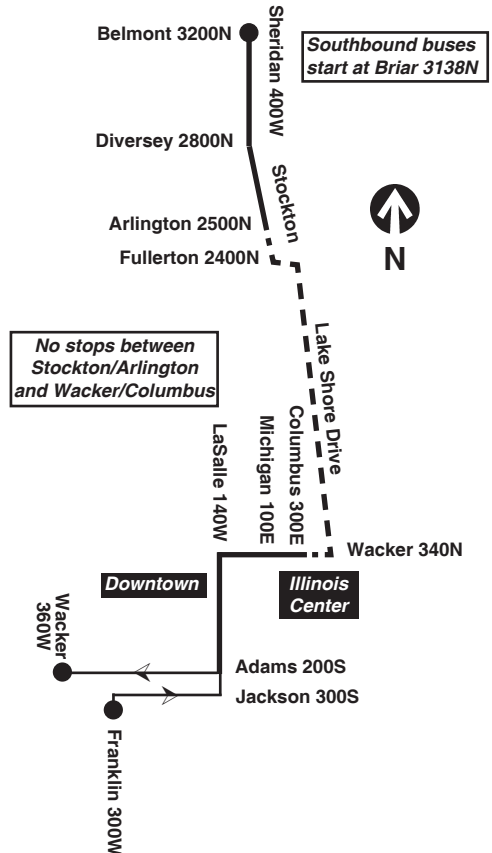 Belmont 3200N
Sheridan 400W
Southbound buses
start at Briar 3138N
Diversey 2800N
Stockton
Arlington 2500N
Fullerton 2400N
N
Lake Shore Drive
No stops between
Stockton/Arlington
and Wacker/Columbus
LaSalle 140W
Michigan 100E
Columbus 300E
Wacker 340N
Downtown
Illinois
Center
Wacker
360W
Adams 200S
Jackson 300S
Franklin 300W